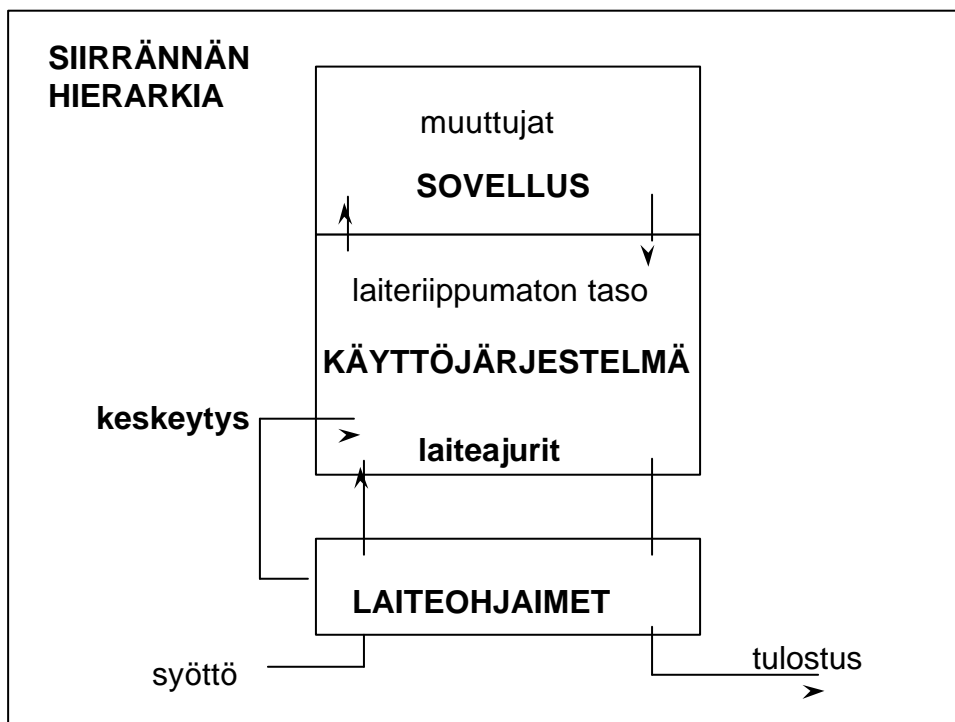 SIIRRÄNNÄN
HIERARKIA
muuttujat
SOVELLUS
laiteriippumaton taso
KÄYTTÖJÄRJESTELMÄ
keskeytys
laiteajurit
LAITEOHJAIMET
syöttö
tulostus